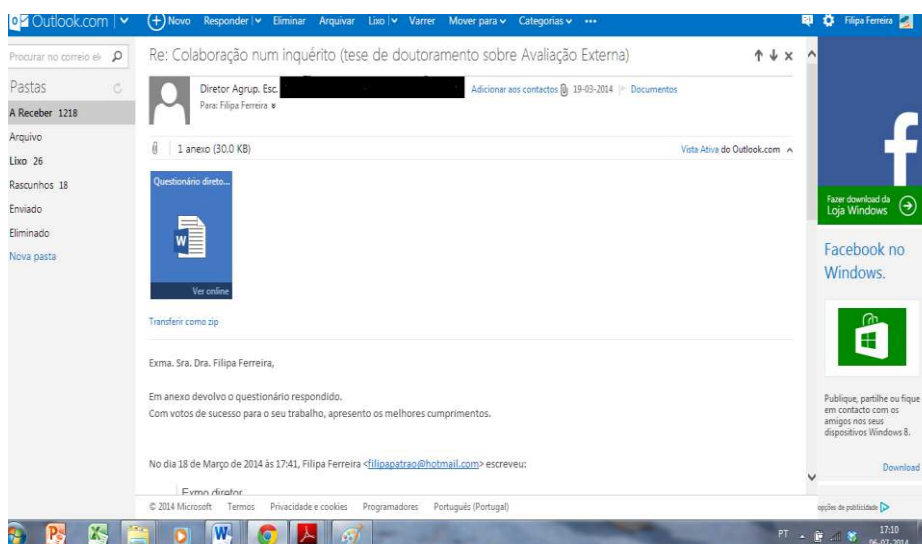 Outlook.com
Novo Responder Eliminar Arquivar Lixo Varrer Mover para Categorias ...
Filipa Ferreira
Procurar no correio ele
Pastas
A Receber 1218
Arquivo
Lixo 26
Rascunhos 18
Enviado
Eliminado
Nova pasta
Re: Colaboração num inquérito (tese de doutoramento sobre Avaliação Externa)
Diretor Agrup. Esc.
Adicionar aos contactos 19-03-2014 Documentos
Para: Filipa Ferreira
1 anexo (30,0 KB)
Vista Ativa do Outlook.com
Questionário direto...
W
Ver online
Transferir como zip
Exma. Sra. Dra. Filipa Ferreira,
Em anexo devolvo o questionário respondido.
Com votos de sucesso para o seu trabalho, apresento os melhores cumprimentos.
No dia 18 de Março de 2014 às 17:41, Filipa Ferreira <filipapatrao@hotmail.com> escreveu:
Exmo diretor
© 2014 Microsoft Termos Privacidade e cookies Programadores Português (Portugal)
f
Fazer download da
Loja Windows
Facebook no
Windows.
Publique, partilhe ou fique
em contacto com os
amigos nos seus
dispositivos Windows 8.
Download
opções de publicidade
PT
17:10
06-07-2014